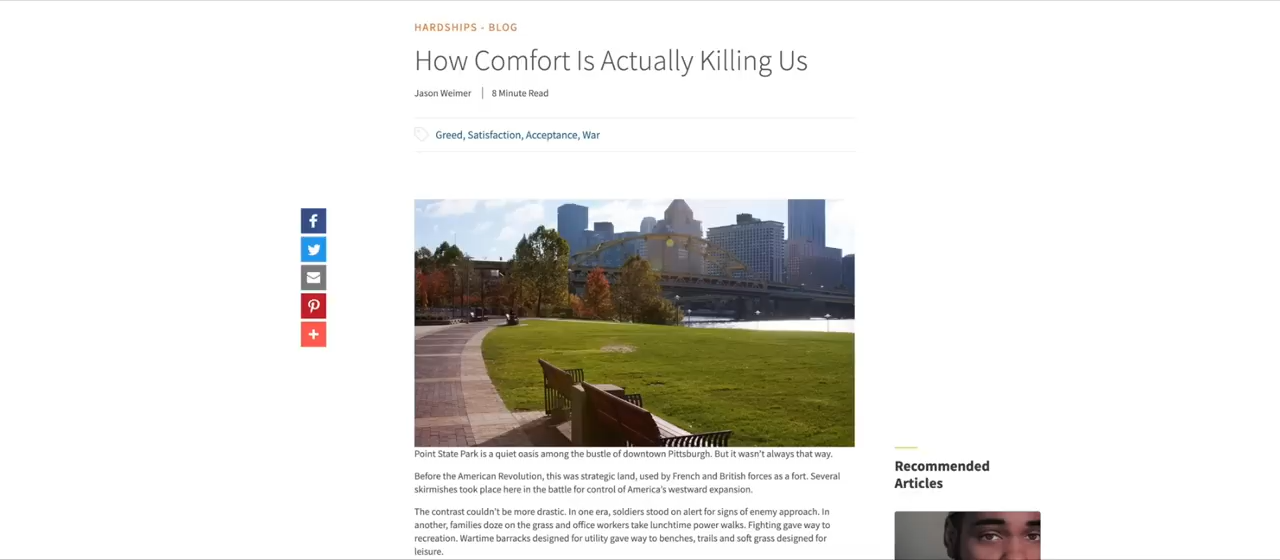 HARDSHIPS - BLOG
How Comfort Is Actually Killing Us
Jason Weimer | 8 Minute Read
Greed, Satisfaction, Acceptance, War
Point State Park is a quiet oasis among the bustle of downtown Pittsburgh. But it wasn't always that way.
Before the American Revolution, this was strategic land, used by French and British forces as a fort. Several
skirmishes took place here in the battle for control of America's westward expansion.
The contrast couldn't be more drastic. In one era, soldiers stood on alert for signs of enemy approach. In
another, families doze on the grass and office workers take lunchtime power walks. Fighting gave way to
recreation. Wartime barracks designed for utility gave way to benches, trails and soft grass designed for
leisure.
Recommended
Articles